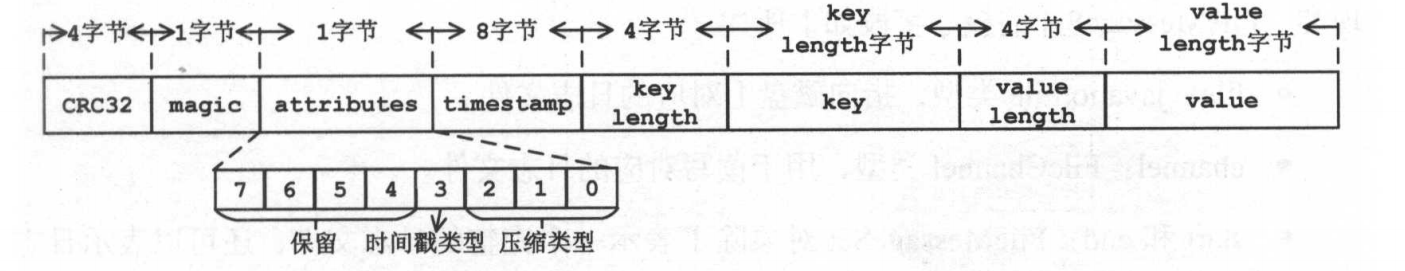 4字节 1字节 1字节 8字节 4字节 key length字节 4字节 value length字节
CRC32 magic attributes timestamp key length key value length value
7 6 5 4 3 2 1 0
保留 时间戳类型 压缩类型